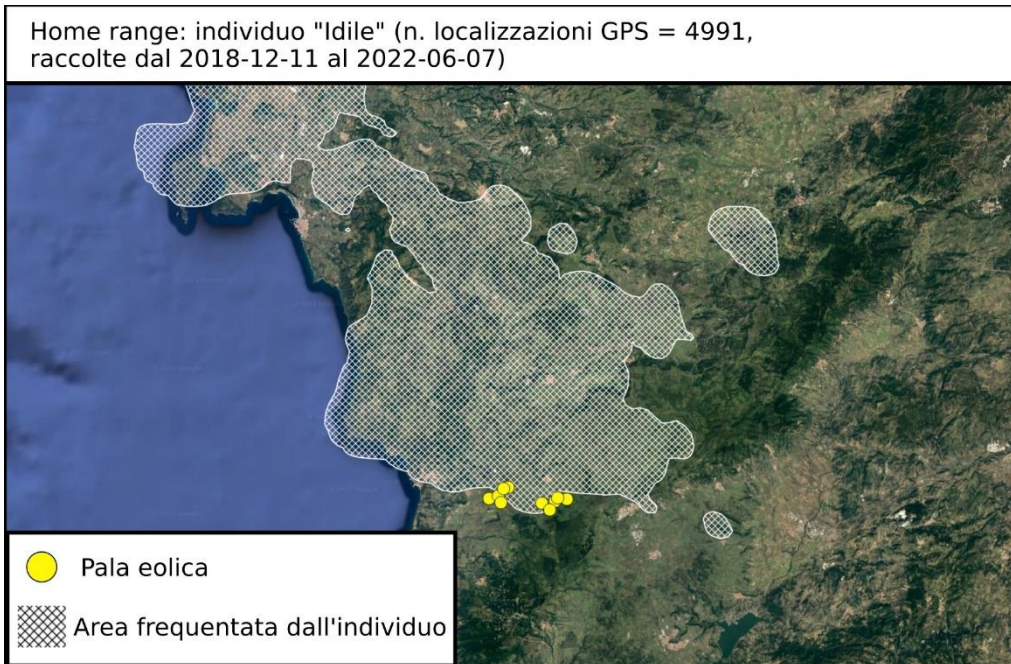 Home range: individuo "Idile" (n. localizzazioni GPS = 4991,
raccolte dal 2018-12-11 al 2022-06-07)
Pala eolica
Area frequentata dall'individuo